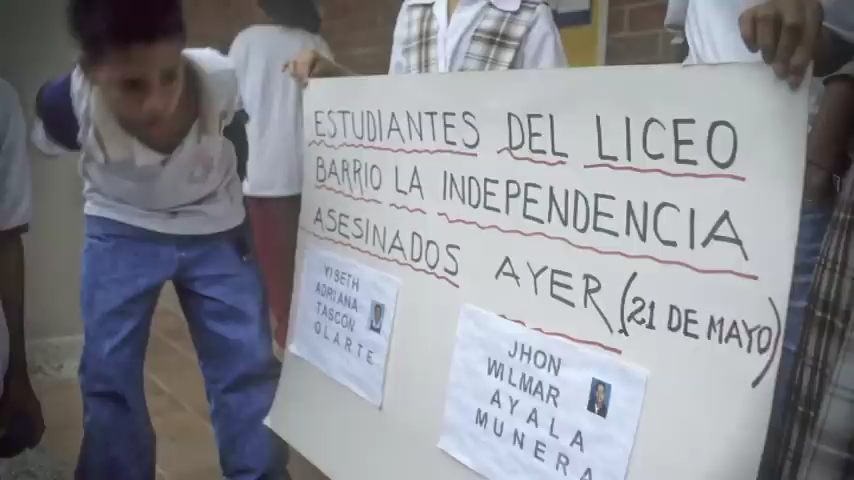 ESTUDIANTES DEL LICEO
BARRIO LA INDEPENDENCIA
ASESINADOS AYER (21 DE MAYO)
YISETH
ADRIANA
TASCON
OLARTE
JHON
WILMAR
AYALA
MUNERA